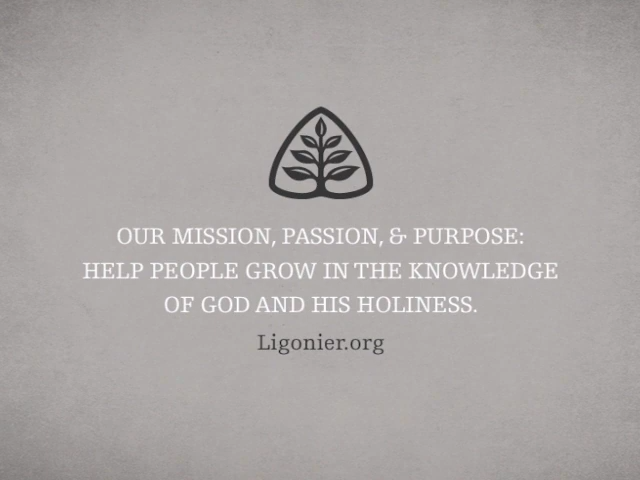 OUR MISSION, PASSION, & PURPOSE:
HELP PEOPLE GROW IN THE KNOWLEDGE
OF GOD AND HIS HOLINESS.
Ligonier.org